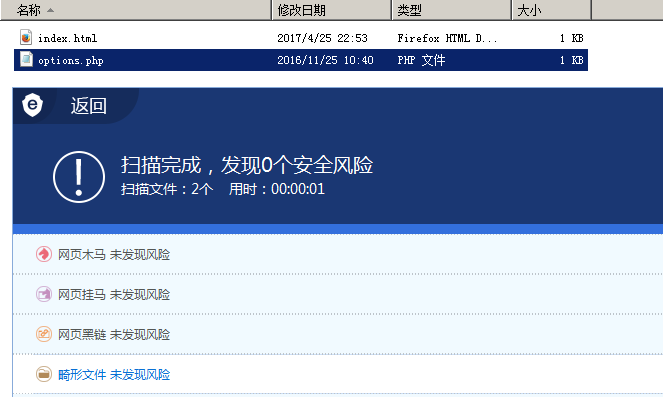 名称 修改日期 类型 大小
index.html 2017/4/25 22:53 Firefox HTML D... 1 KB
options.php 2016/11/25 10:40 PHP 文件 1 KB
e 返回
扫描完成，发现0个安全风险
扫描文件：2个 用时：00:00:01
网页木马 未发现风险
网页挂马 未发现风险
网页黑链 未发现风险
畸形文件 未发现风险